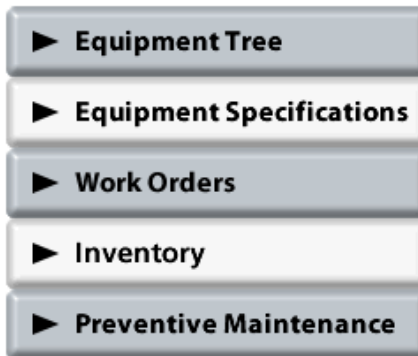 Equipment Tree
Equipment Specifications
Work Orders
Inventory
Preventive Maintenance